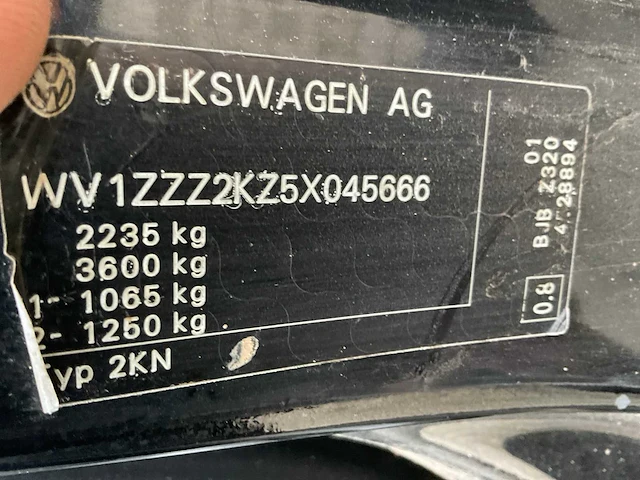 VOLKSWAGEN AG
WV1ZZZ2KZ5X045666
2235 kg
3600 kg
1- 1065 kg
2- 1250 kg
Typ 2KN
01
BJB Z320
4.28894
0.8